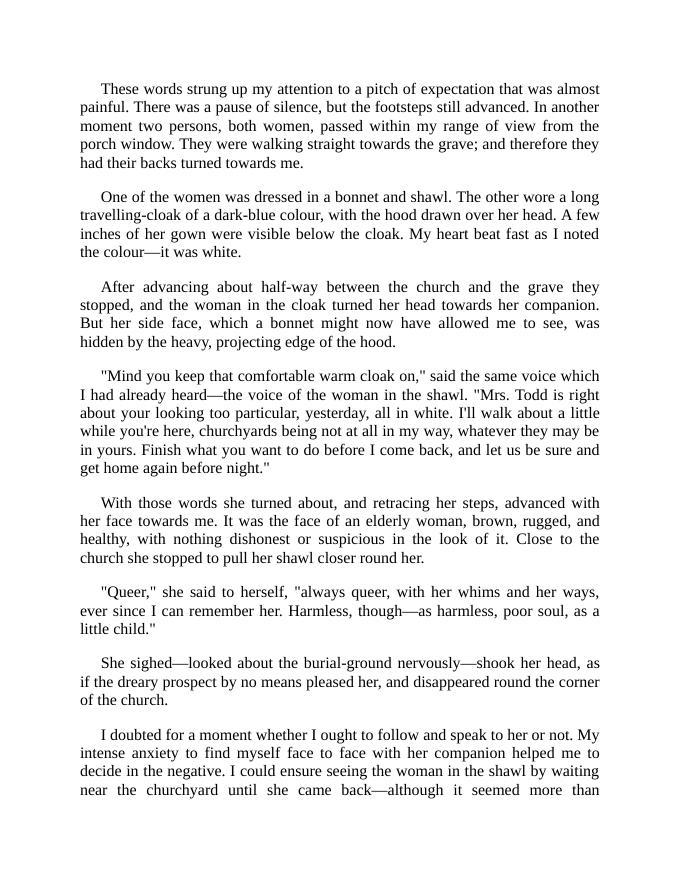 These words strung up my attention to a pitch of expectation that was almost
painful. There was a pause of silence, but the footsteps still advanced. In another
moment two persons, both women, passed within my range of view from the
porch window. They were walking straight towards the grave; and therefore they
had their backs turned towards me.
One of the women was dressed in a bonnet and shawl. The other wore a long
travelling-cloak of a dark-blue colour, with the hood drawn over her head. A few
inches of her gown were visible below the cloak. My heart beat fast as I noted
the colour—it was white.
After advancing about half-way between the church and the grave they
stopped, and the woman in the cloak turned her head towards her companion.
But her side face, which a bonnet might now have allowed me to see, was
hidden by the heavy, projecting edge of the hood.
"Mind you keep that comfortable warm cloak on," said the same voice which
I had already heard—the voice of the woman in the shawl. "Mrs. Todd is right
about your looking too particular, yesterday, all in white. I'll walk about a little
while you're here, churchyards being not at all in my way, whatever they may be
in yours. Finish what you want to do before I come back, and let us be sure and
get home again before night."
With those words she turned about, and retracing her steps, advanced with
her face towards me. It was the face of an elderly woman, brown, rugged, and
healthy, with nothing dishonest or suspicious in the look of it. Close to the
church she stopped to pull her shawl closer round her.
"Queer," she said to herself, "always queer, with her whims and her ways,
ever since I can remember her. Harmless, though—as harmless, poor soul, as a
little child."
She sighed—looked about the burial-ground nervously—shook her head, as
if the dreary prospect by no means pleased her, and disappeared round the corner
of the church.
I doubted for a moment whether I ought to follow and speak to her or not. My
intense anxiety to find myself face to face with her companion helped me to
decide in the negative. I could ensure seeing the woman in the shawl by waiting
near the churchyard until she came back—although it seemed more than